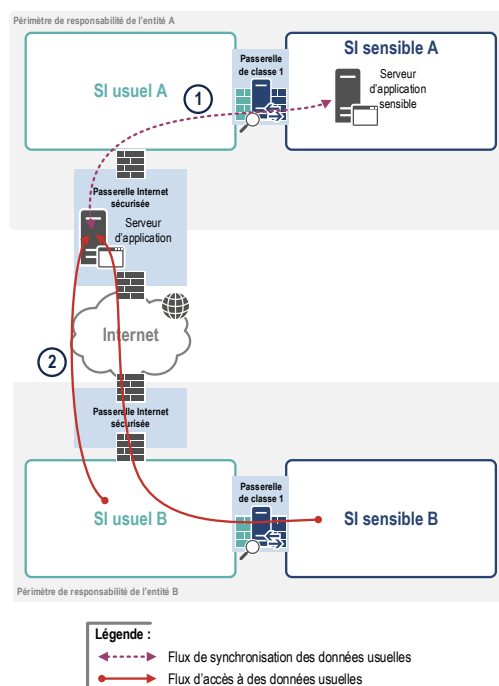 Périmètre de responsabilité de l'entité A
SI usuel A
Passerelle
de classe 1
SI sensible A
Serveur
d'application
sensible
1
Passerelle Internet
sécurisée
Serveur
d'application
Internet
2
Passerelle Internet
sécurisée
SI usuel B
Passerelle
de classe 1
SI sensible B
Périmètre de responsabilité de l'entité B
Légende :
Flux de synchronisation des données usuelles
Flux d'accès à des données usuelles